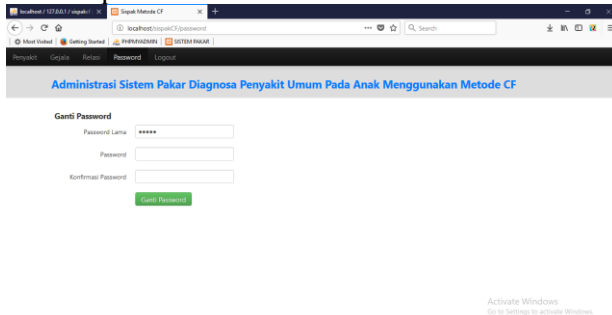 localhost / 127.0.0.1 / sispakcf
Sispak Metode CF
localhost/sispakCF/password
Search
Most Visited
Getting Started
PHPMYADMIN
SISTEM PAKAR
Penyakit Gejala Relasi Password Logout
Administrasi Sistem Pakar Diagnosa Penyakit Umum Pada Anak Menggunakan Metode CF
Ganti Password
Password Lama
Password
Konfirmasi Password
Ganti Password
Activate Windows
Go to Settings to activate Windows.